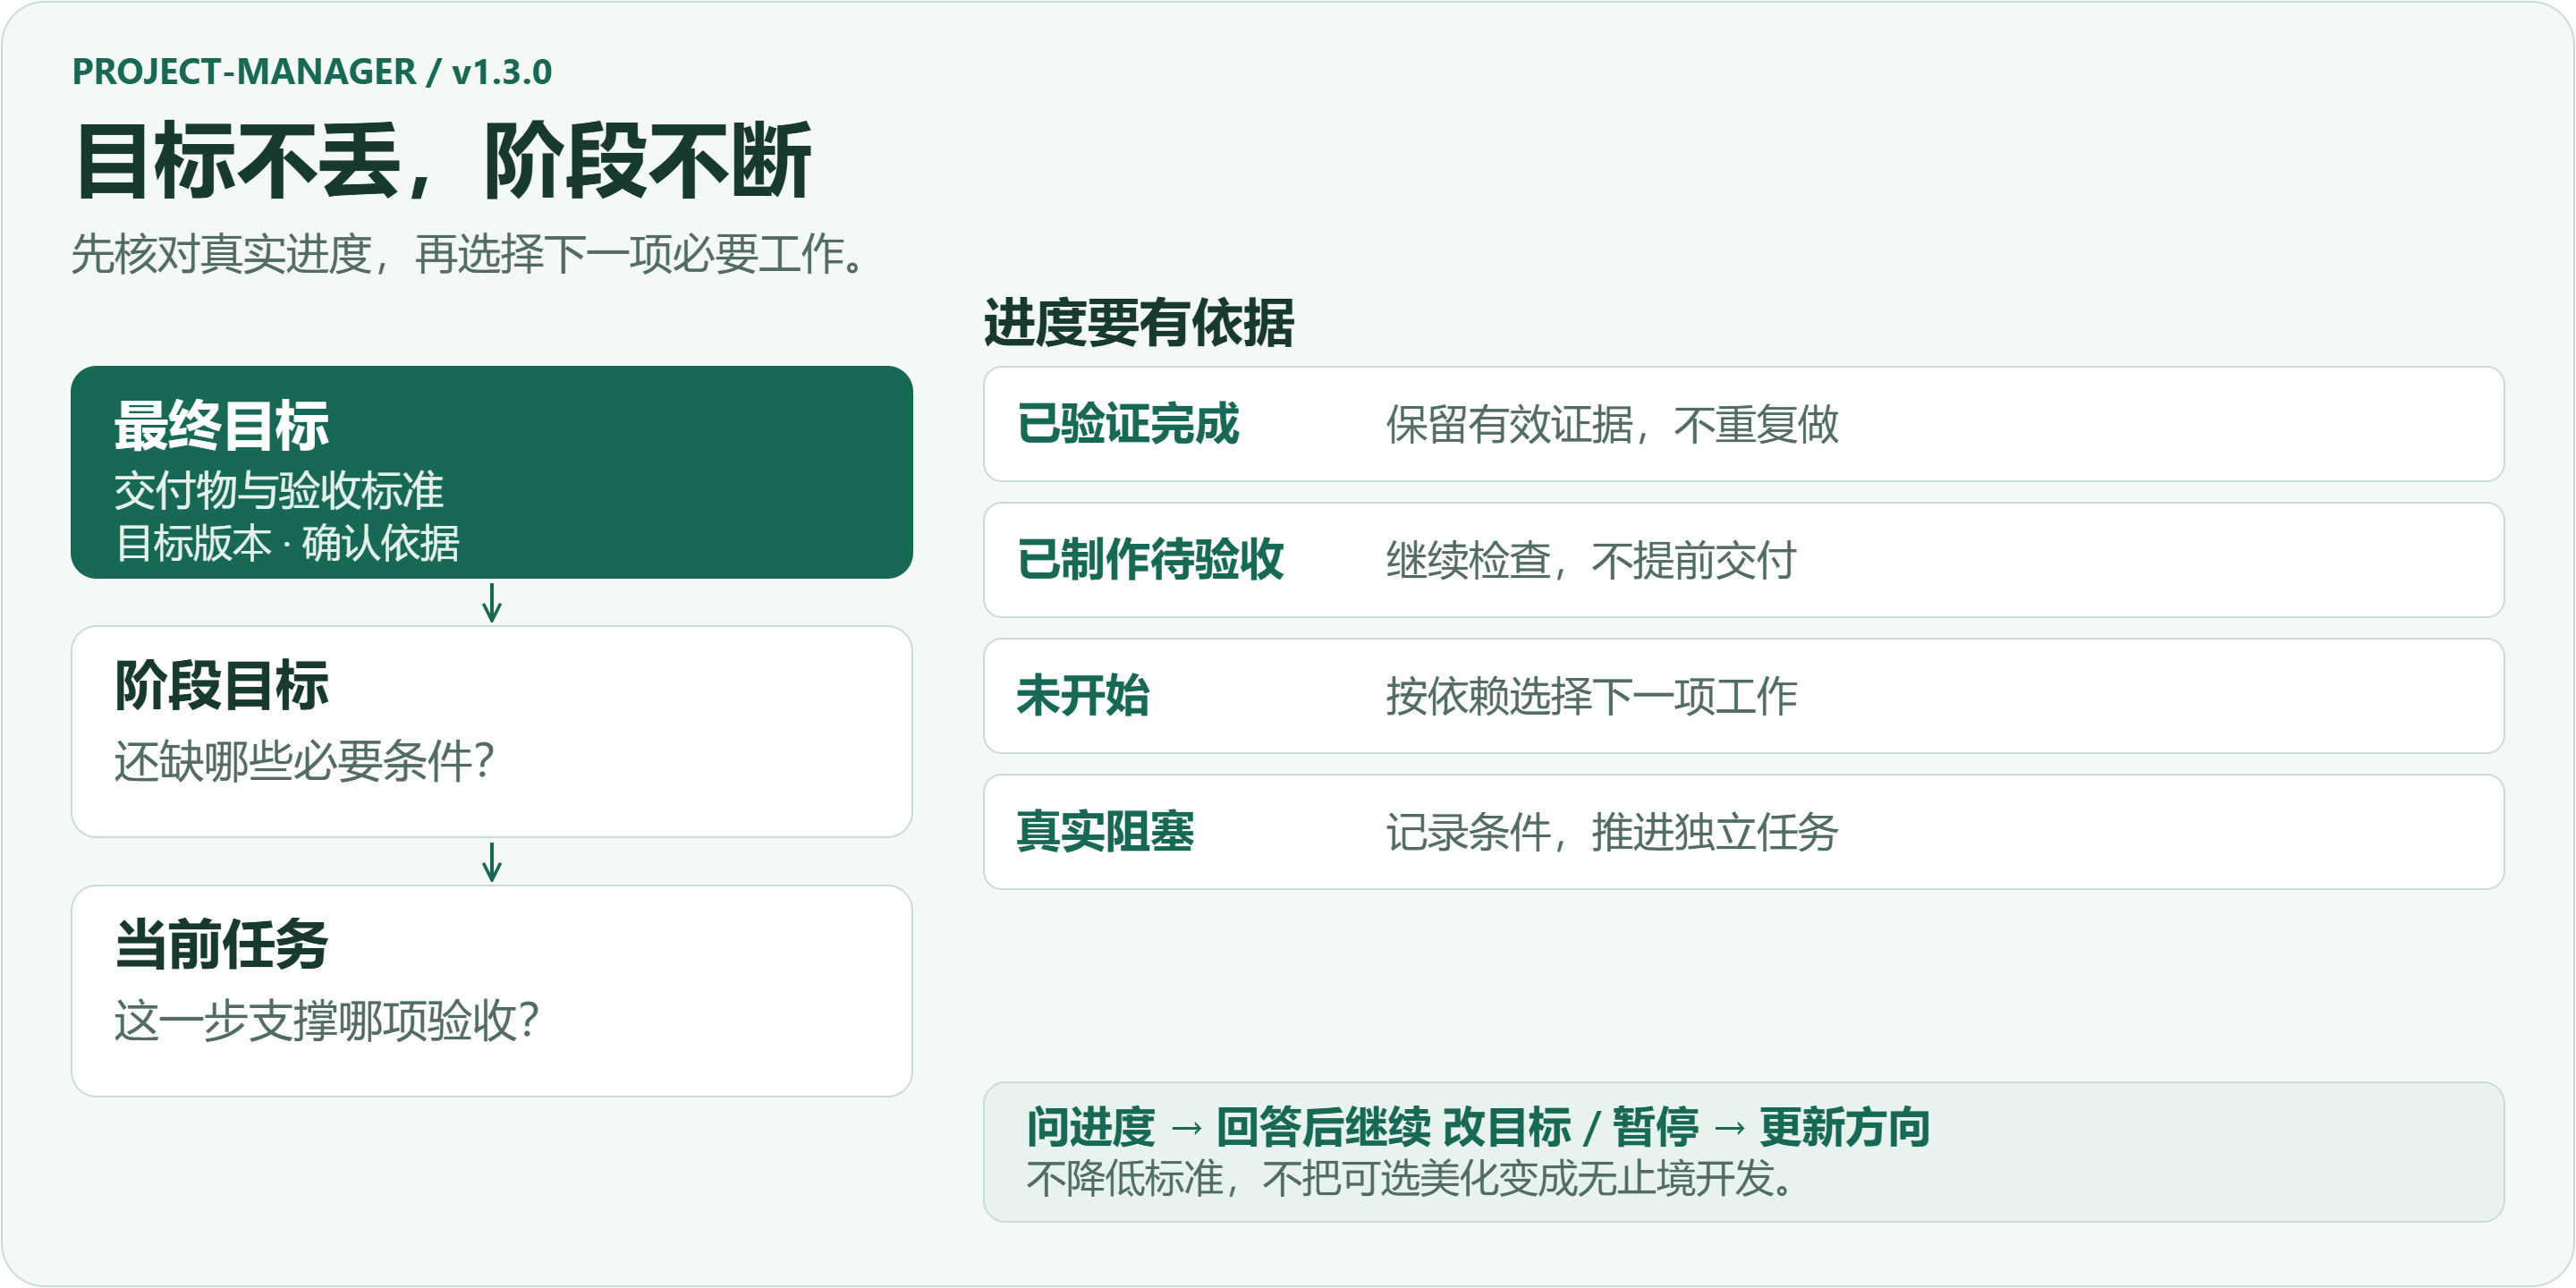 PROJECT-MANAGER / v1.3.0
目标不丢，阶段不断
先核对真实进度，再选择下一项必要工作。
最终目标
交付物与验收标准
目标版本 · 确认依据
↓
阶段目标
还缺哪些必要条件？
↓
当前任务
这一步支撑哪项验收？
进度要有依据
已验证完成 保留有效证据，不重复做
已制作待验收 继续检查，不提前交付
未开始 按依赖选择下一项工作
真实阻塞 记录条件，推进独立任务
问进度 → 回答后继续 改目标 / 暂停 → 更新方向
不降低标准，不把可选美化变成无止境开发。